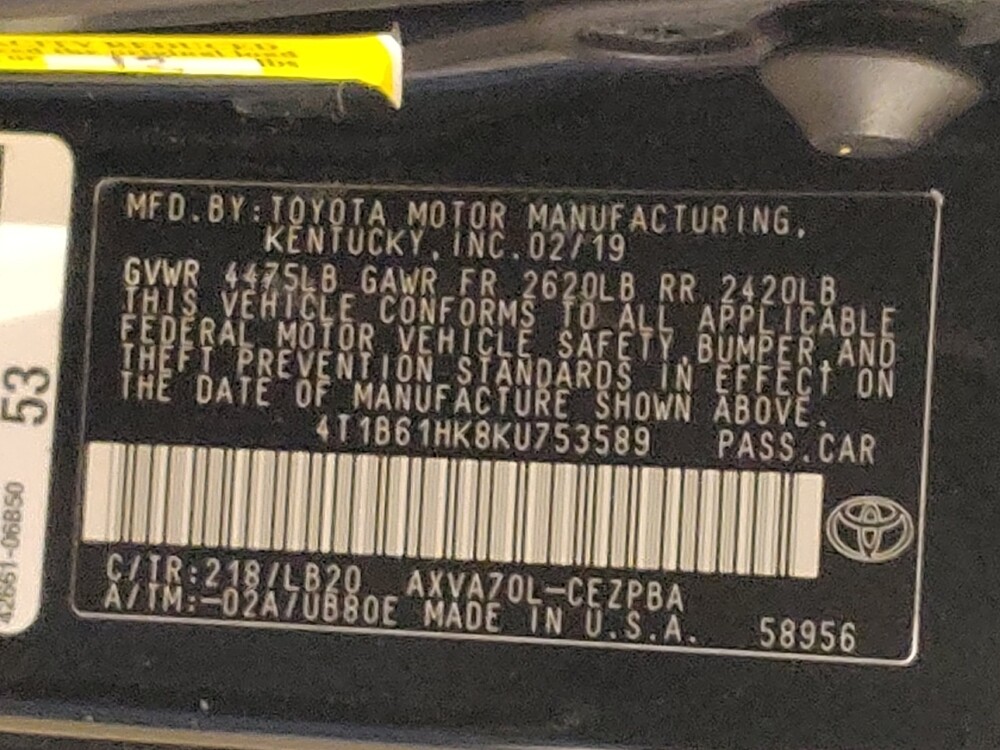 MFD.BY:TOYOTA MOTOR MANUFACTURING,
KENTUCKY,INC.02/19
GVWR 4475LB GAWR FR 2620LB RR 2420LB
THIS VEHICLE CONFORMS TO ALL APPLICABLE
FEDERAL MOTOR VEHICLE SAFETY,BUMPER,AND
THEFT PREVENTION STANDARDS IN EFFECT ON
THE DATE OF MANUFACTURE SHOWN ABOVE.
4T1B61HK8KU753589 PASS.CAR
C/TR:218/LB20 AXVA70L-CEZPBA
A/TM:-02A/UB80E MADE IN U.S.A. 58956
53
42661-06B50